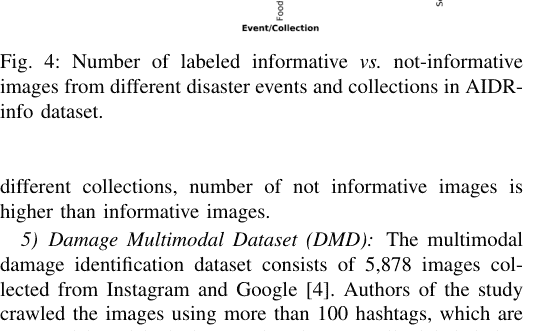 Food
Event/Collection
Fig. 4: Number of labeled informative vs. not-informative
images from different disaster events and collections in AIDR-
info dataset.
different collections, number of not informative images is
higher than informative images.
5) Damage Multimodal Dataset (DMD): The multimodal
damage identification dataset consists of 5,878 images col-
lected from Instagram and Google [4]. Authors of the study
crawled the images using more than 100 hashtags, which are